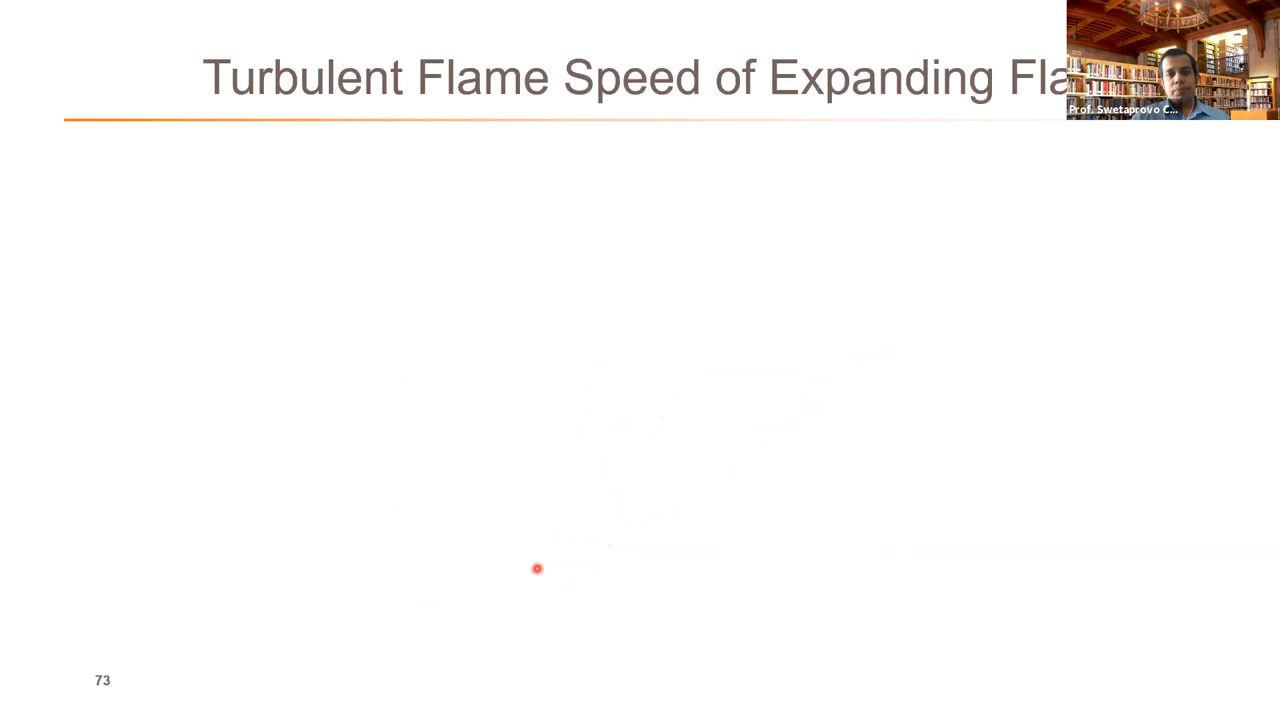 Turbulent Flame Speed of Expanding Fla
Prof. Swetaprovo C...
73